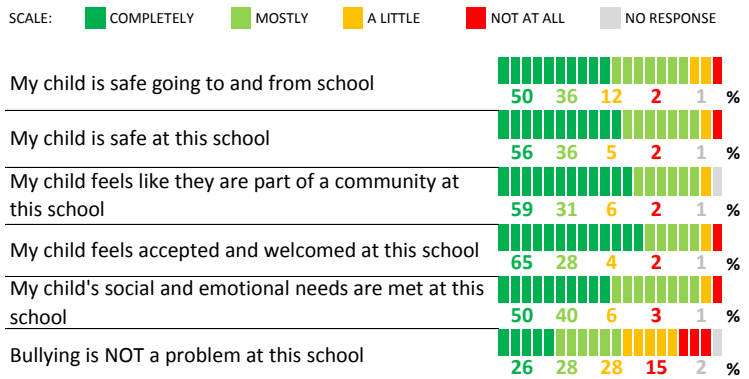 SCALE: COMPLETELY MOSTLY A LITTLE NOT AT ALL NO RESPONSE
My child is safe going to and from school
50 36 12 2 1 %
My child is safe at this school
56 36 5 2 1 %
My child feels like they are part of a community at
this school
59 31 6 2 1 %
My child feels accepted and welcomed at this school
65 28 4 2 1 %
My child's social and emotional needs are met at this
school
50 40 6 3 1 %
Bullying is NOT a problem at this school
26 28 28 15 2 %